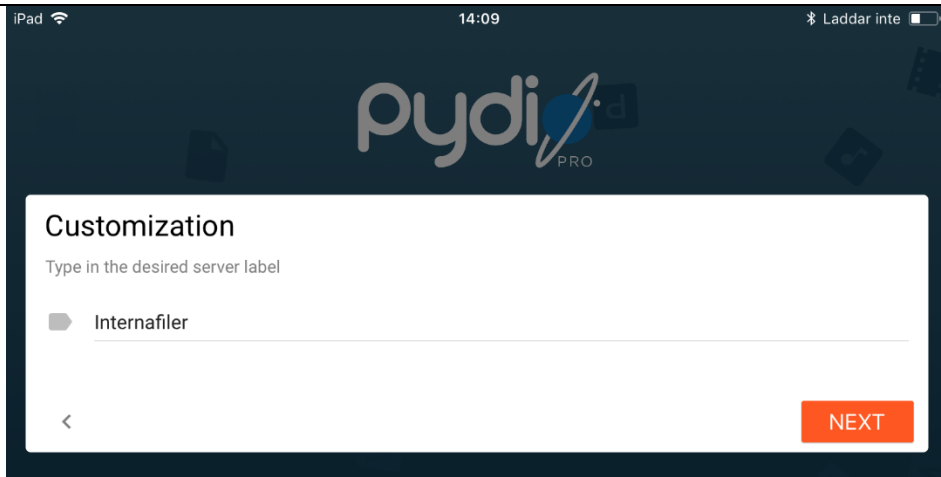 iPad 14:09 Laddar inte
pydio
PRO
Customization
Type in the desired server label
Internafiler
NEXT